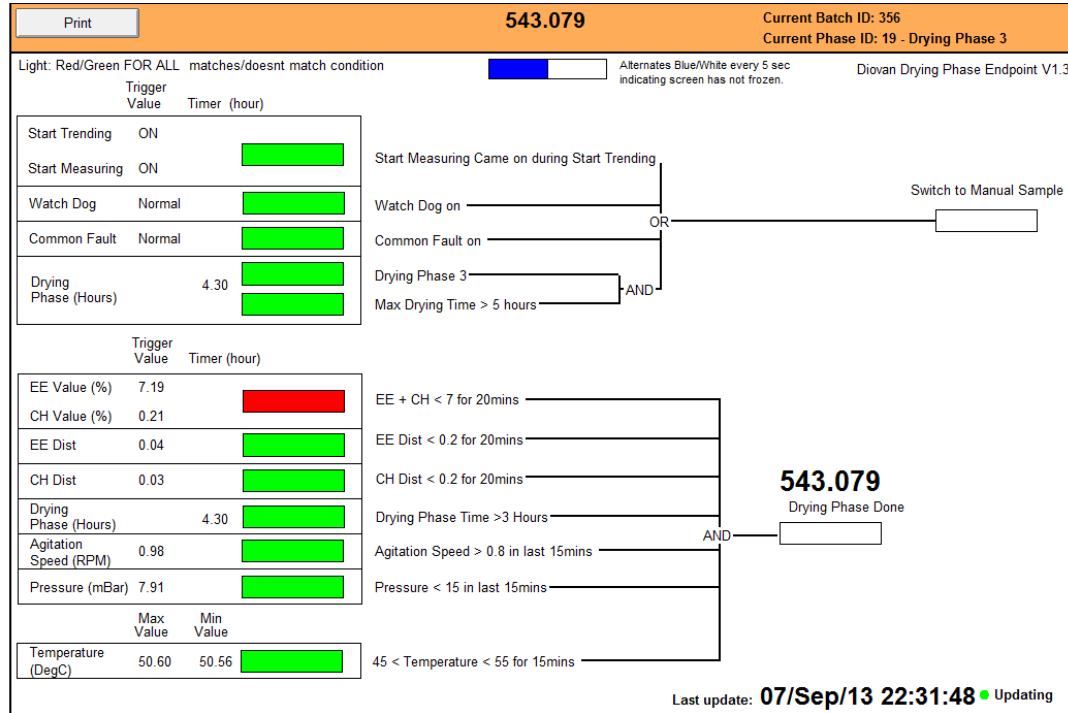 Print
543.079
Current Batch ID: 356
Current Phase ID: 19 - Drying Phase 3
Light: Red/Green FOR ALL matches/doesnt match condition
Alternates Blue/White every 5 sec
indicating screen has not frozen.
Diovan Drying Phase Endpoint V1.3
Trigger
Value Timer (hour)
Start Trending ON
Start Measuring ON
Start Measuring Came on during Start Trending
Watch Dog Normal
Watch Dog on
Common Fault Normal
Common Fault on
OR
Switch to Manual Sample
Drying
Phase (Hours)
4.30
Drying Phase 3
Max Drying Time > 5 hours
AND
Trigger
Value Timer (hour)
EE Value (%) 7.19
CH Value (%) 0.21
EE + CH < 7 for 20mins
EE Dist 0.04
EE Dist < 0.2 for 20mins
CH Dist 0.03
CH Dist < 0.2 for 20mins
Drying
Phase (Hours)
4.30
Drying Phase Time >3 Hours
Agitation
Speed (RPM)
0.98
Agitation Speed > 0.8 in last 15mins
Pressure (mBar) 7.91
Pressure < 15 in last 15mins
AND
543.079
Drying Phase Done
Max Min
Value Value
Temperature
(DegC)
50.60 50.56
45 < Temperature < 55 for 15mins
Last update: 07/Sep/13 22:31:48 Updating